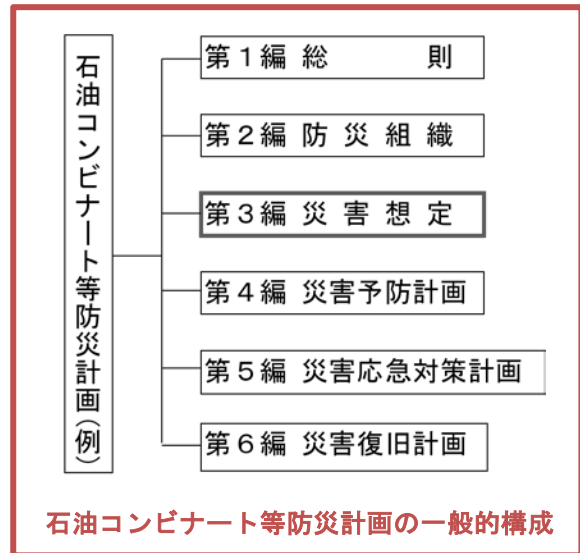 石油コンビナート等防災計画(例)
第1編 総　　則
第2編 防災組織
第3編 災害想定
第4編 災害予防計画
第5編 災害応急対策計画
第6編 災害復旧計画
石油コンビナート等防災計画の一般的構成